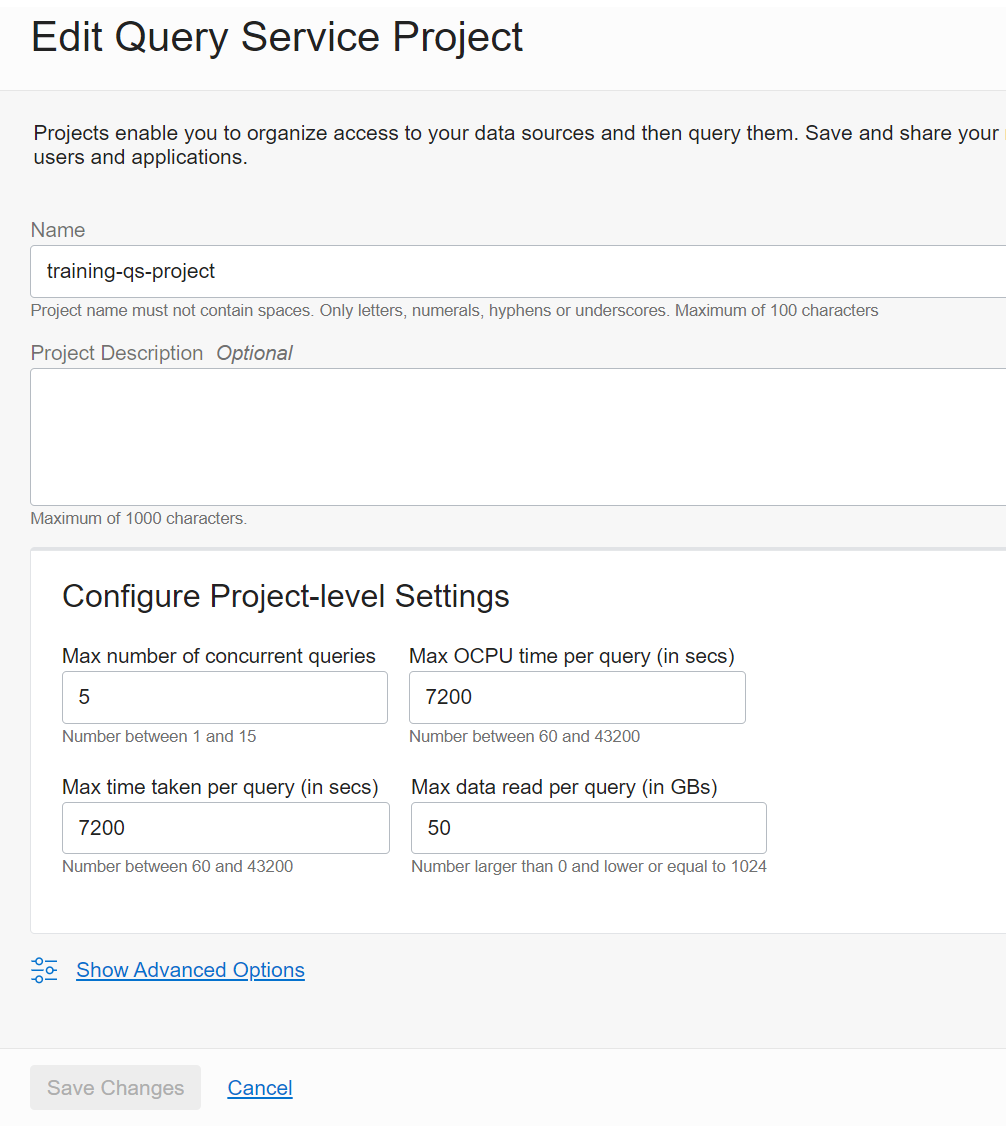 Edit Query Service Project
Projects enable you to organize access to your data sources and then query them. Save and share your
users and applications.
Name
training-qs-project
Project name must not contain spaces. Only letters, numerals, hyphens or underscores. Maximum of 100 characters
Project Description Optional
Maximum of 1000 characters.
Configure Project-level Settings
Max number of concurrent queries Max OCPU time per query (in secs)
5 7200
Number between 1 and 15 Number between 60 and 43200
Max time taken per query (in secs) Max data read per query (in GBs)
7200 50
Number between 60 and 43200 Number larger than 0 and lower or equal to 1024
Show Advanced Options
Save Changes Cancel